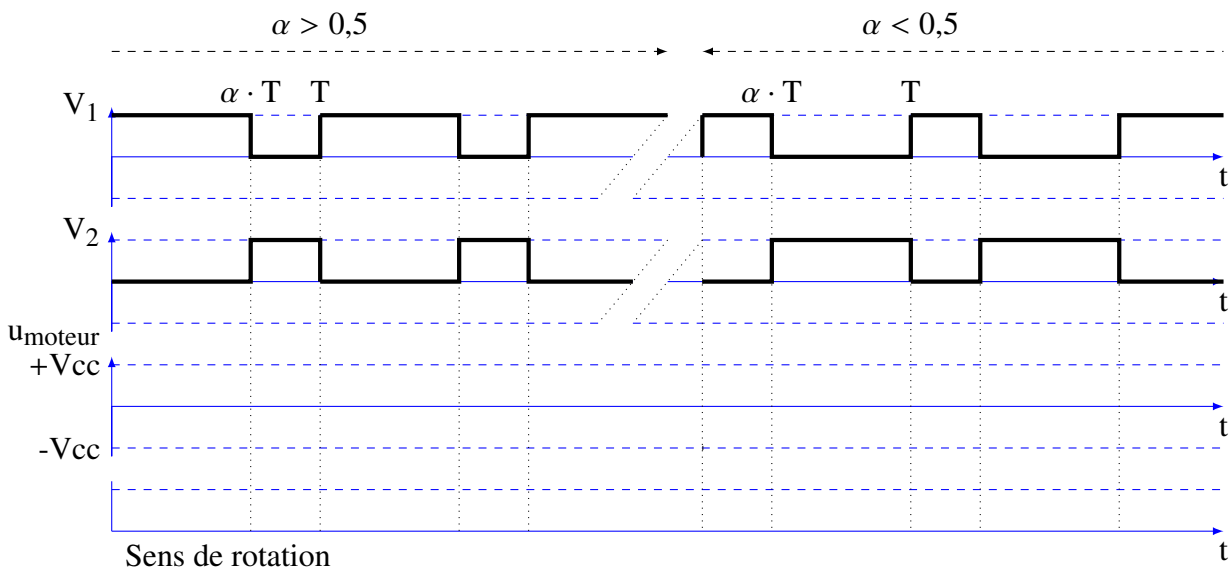 α > 0,5 α < 0,5
α · T T α · T T
V1
t
V2
t
umoteur
+Vcc
t
-Vcc
Sens de rotation t